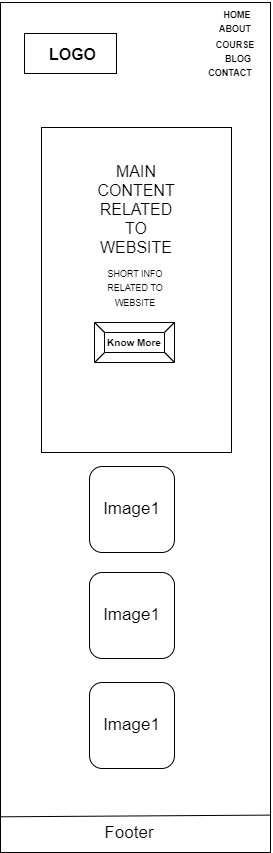 HOME
ABOUT
COURSE
BLOG
CONTACT
LOGO
MAIN
CONTENT
RELATED
TO
WEBSITE
SHORT INFO
RELATED TO
WEBSITE
Know More
Image1
Image1
Image1
Footer